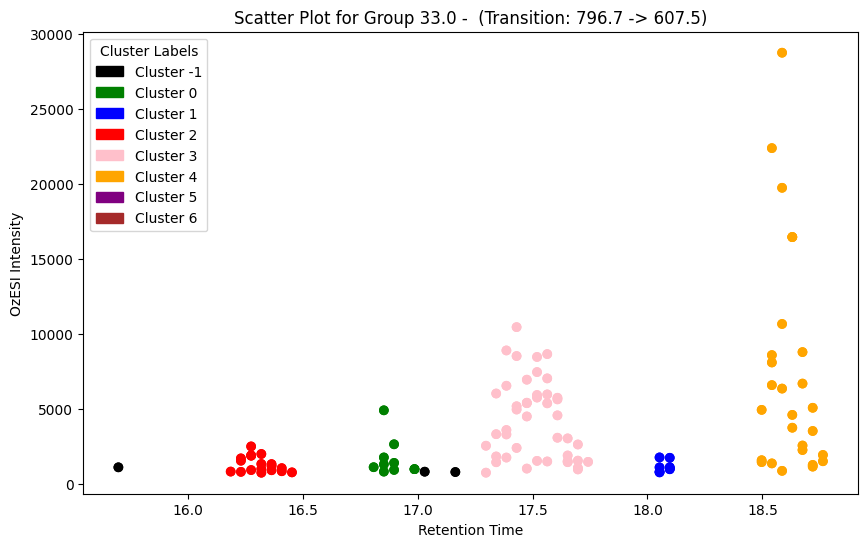 Scatter Plot for Group 33.0 -  (Transition: 796.7 -> 607.5)
Cluster Labels
Cluster -1
Cluster 0
Cluster 1
Cluster 2
Cluster 3
Cluster 4
Cluster 5
Cluster 6
OzESI Intensity
30000
25000
20000
15000
10000
5000
0
16.0 16.5 17.0 17.5 18.0 18.5
Retention Time